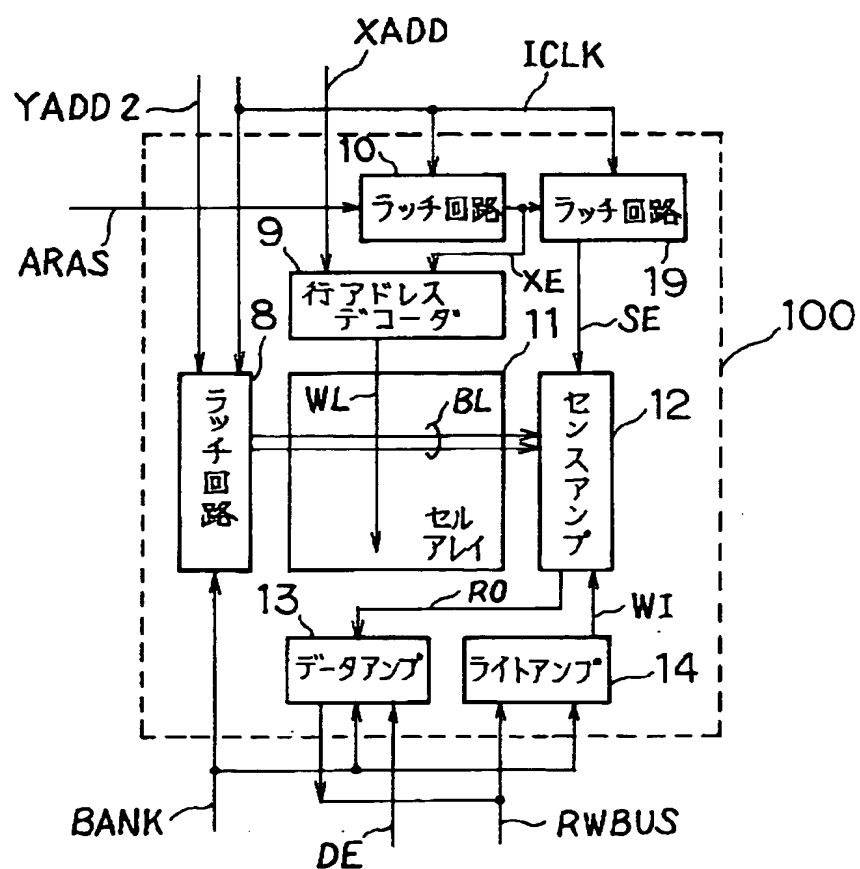 XADD
ICLK
YADD2
10
ラッチ回路
ラッチ回路
ARAS
9
XE
19
行アドレス
デコーダ
SE
100
8
11
ラッチ回路
WL
BL
センスアンプ
12
セル
アレイ
13
RO
WI
データアンプ
ライトアンプ
14
BANK
DE
RWBUS